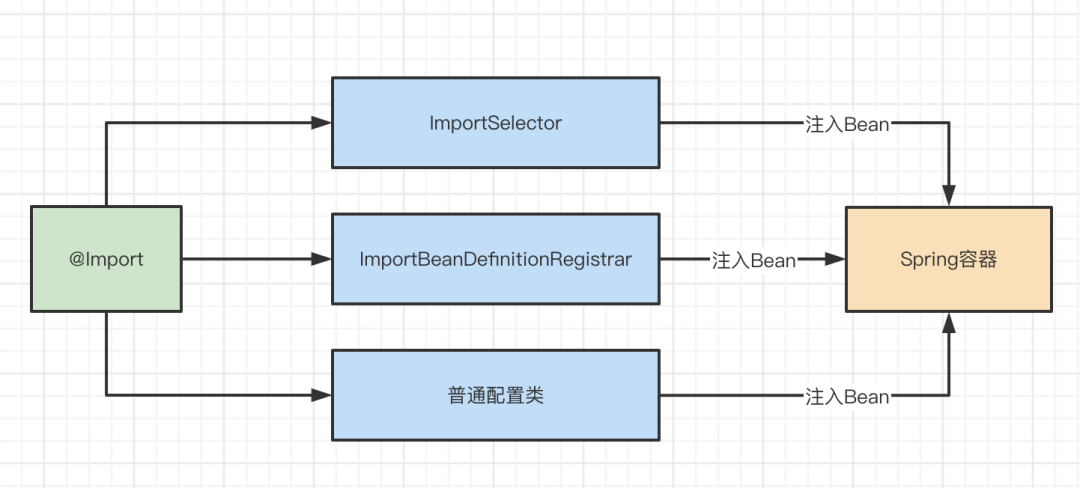 ImportSelector
注入Bean
@Import
ImportBeanDefinitionRegistrar
注入Bean
Spring容器
普通配置类
注入Bean